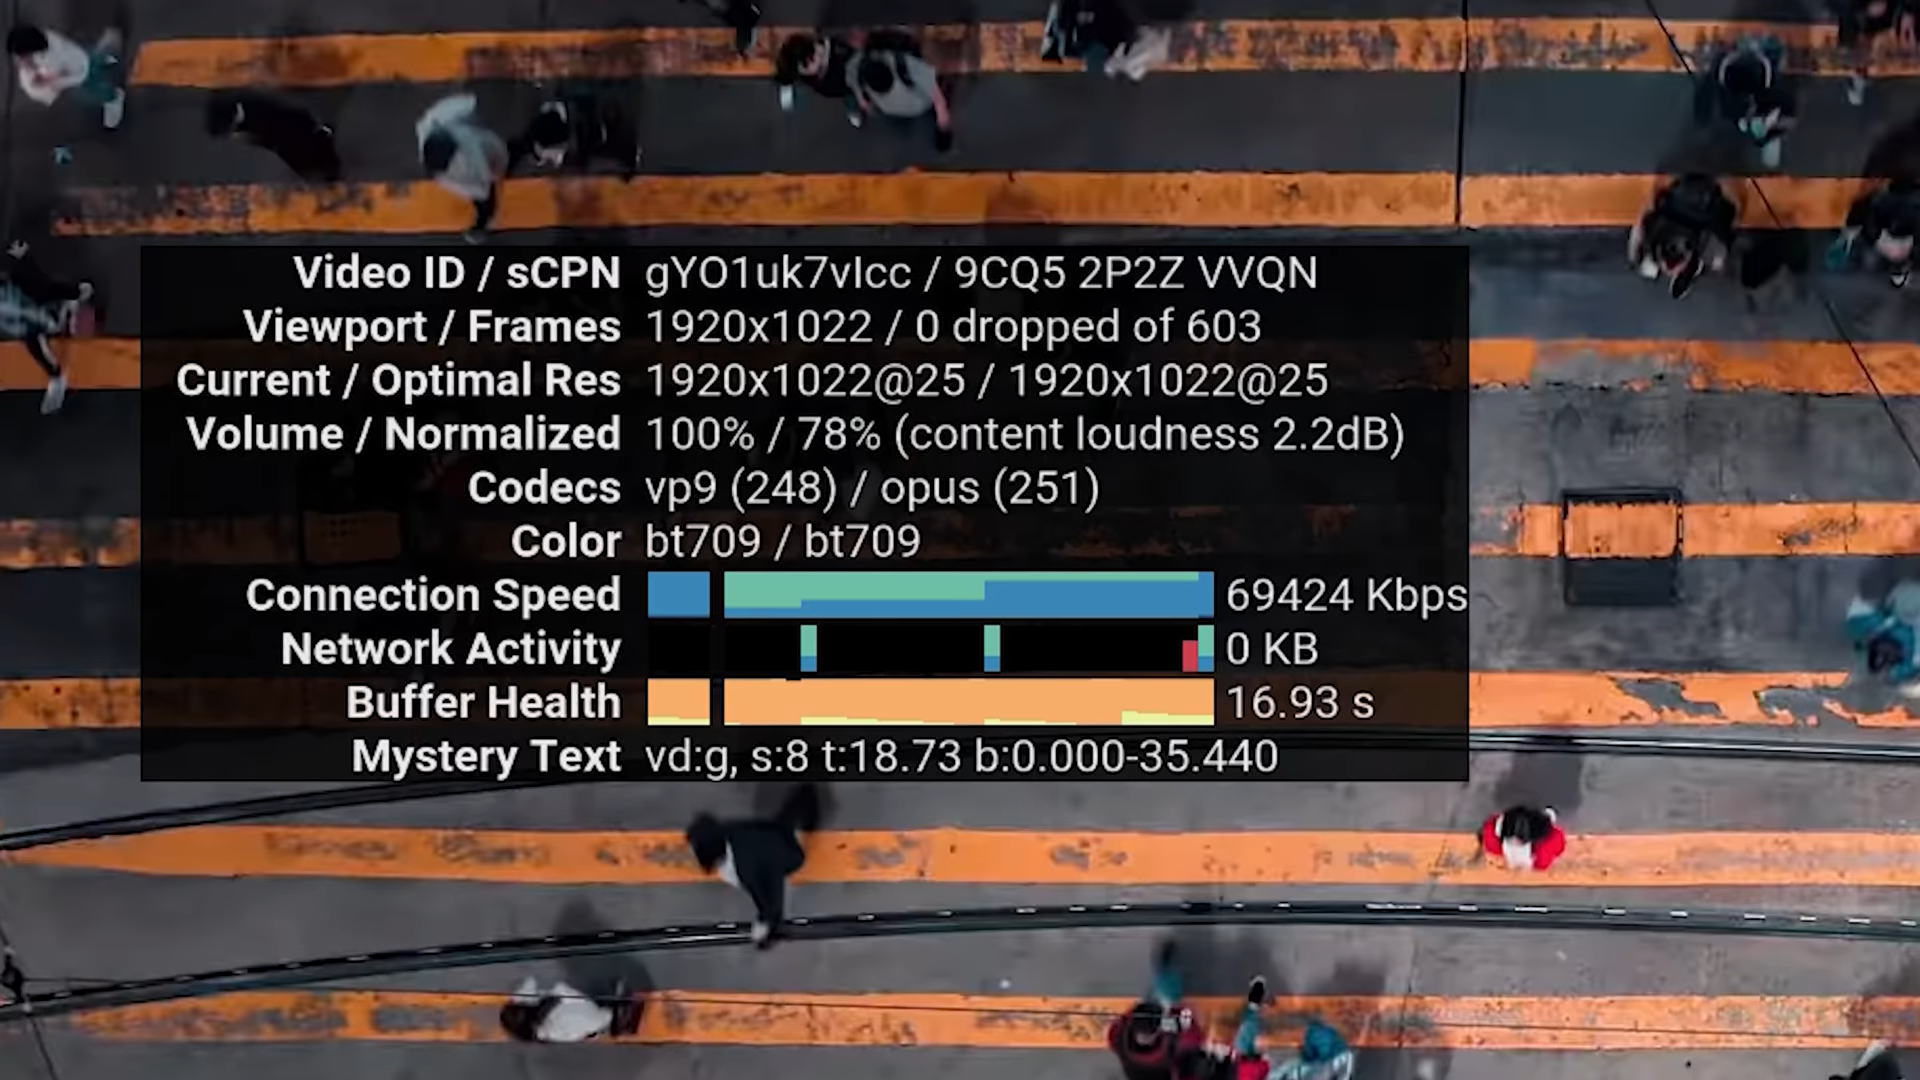 Video ID / sCPN gYO1uk7vIcc / 9CQ5 2P2Z VVQN
Viewport / Frames 1920x1022 / 0 dropped of 603
Current / Optimal Res 1920x1022@25 / 1920x1022@25
Volume / Normalized 100% / 78% (content loudness 2.2dB)
Codecs vp9 (248) / opus (251)
Color bt709 / bt709
Connection Speed 69424 Kbps
Network Activity 0 KB
Buffer Health 16.93 s
Mystery Text vd:g, s:8 t:18.73 b:0.000-35.440